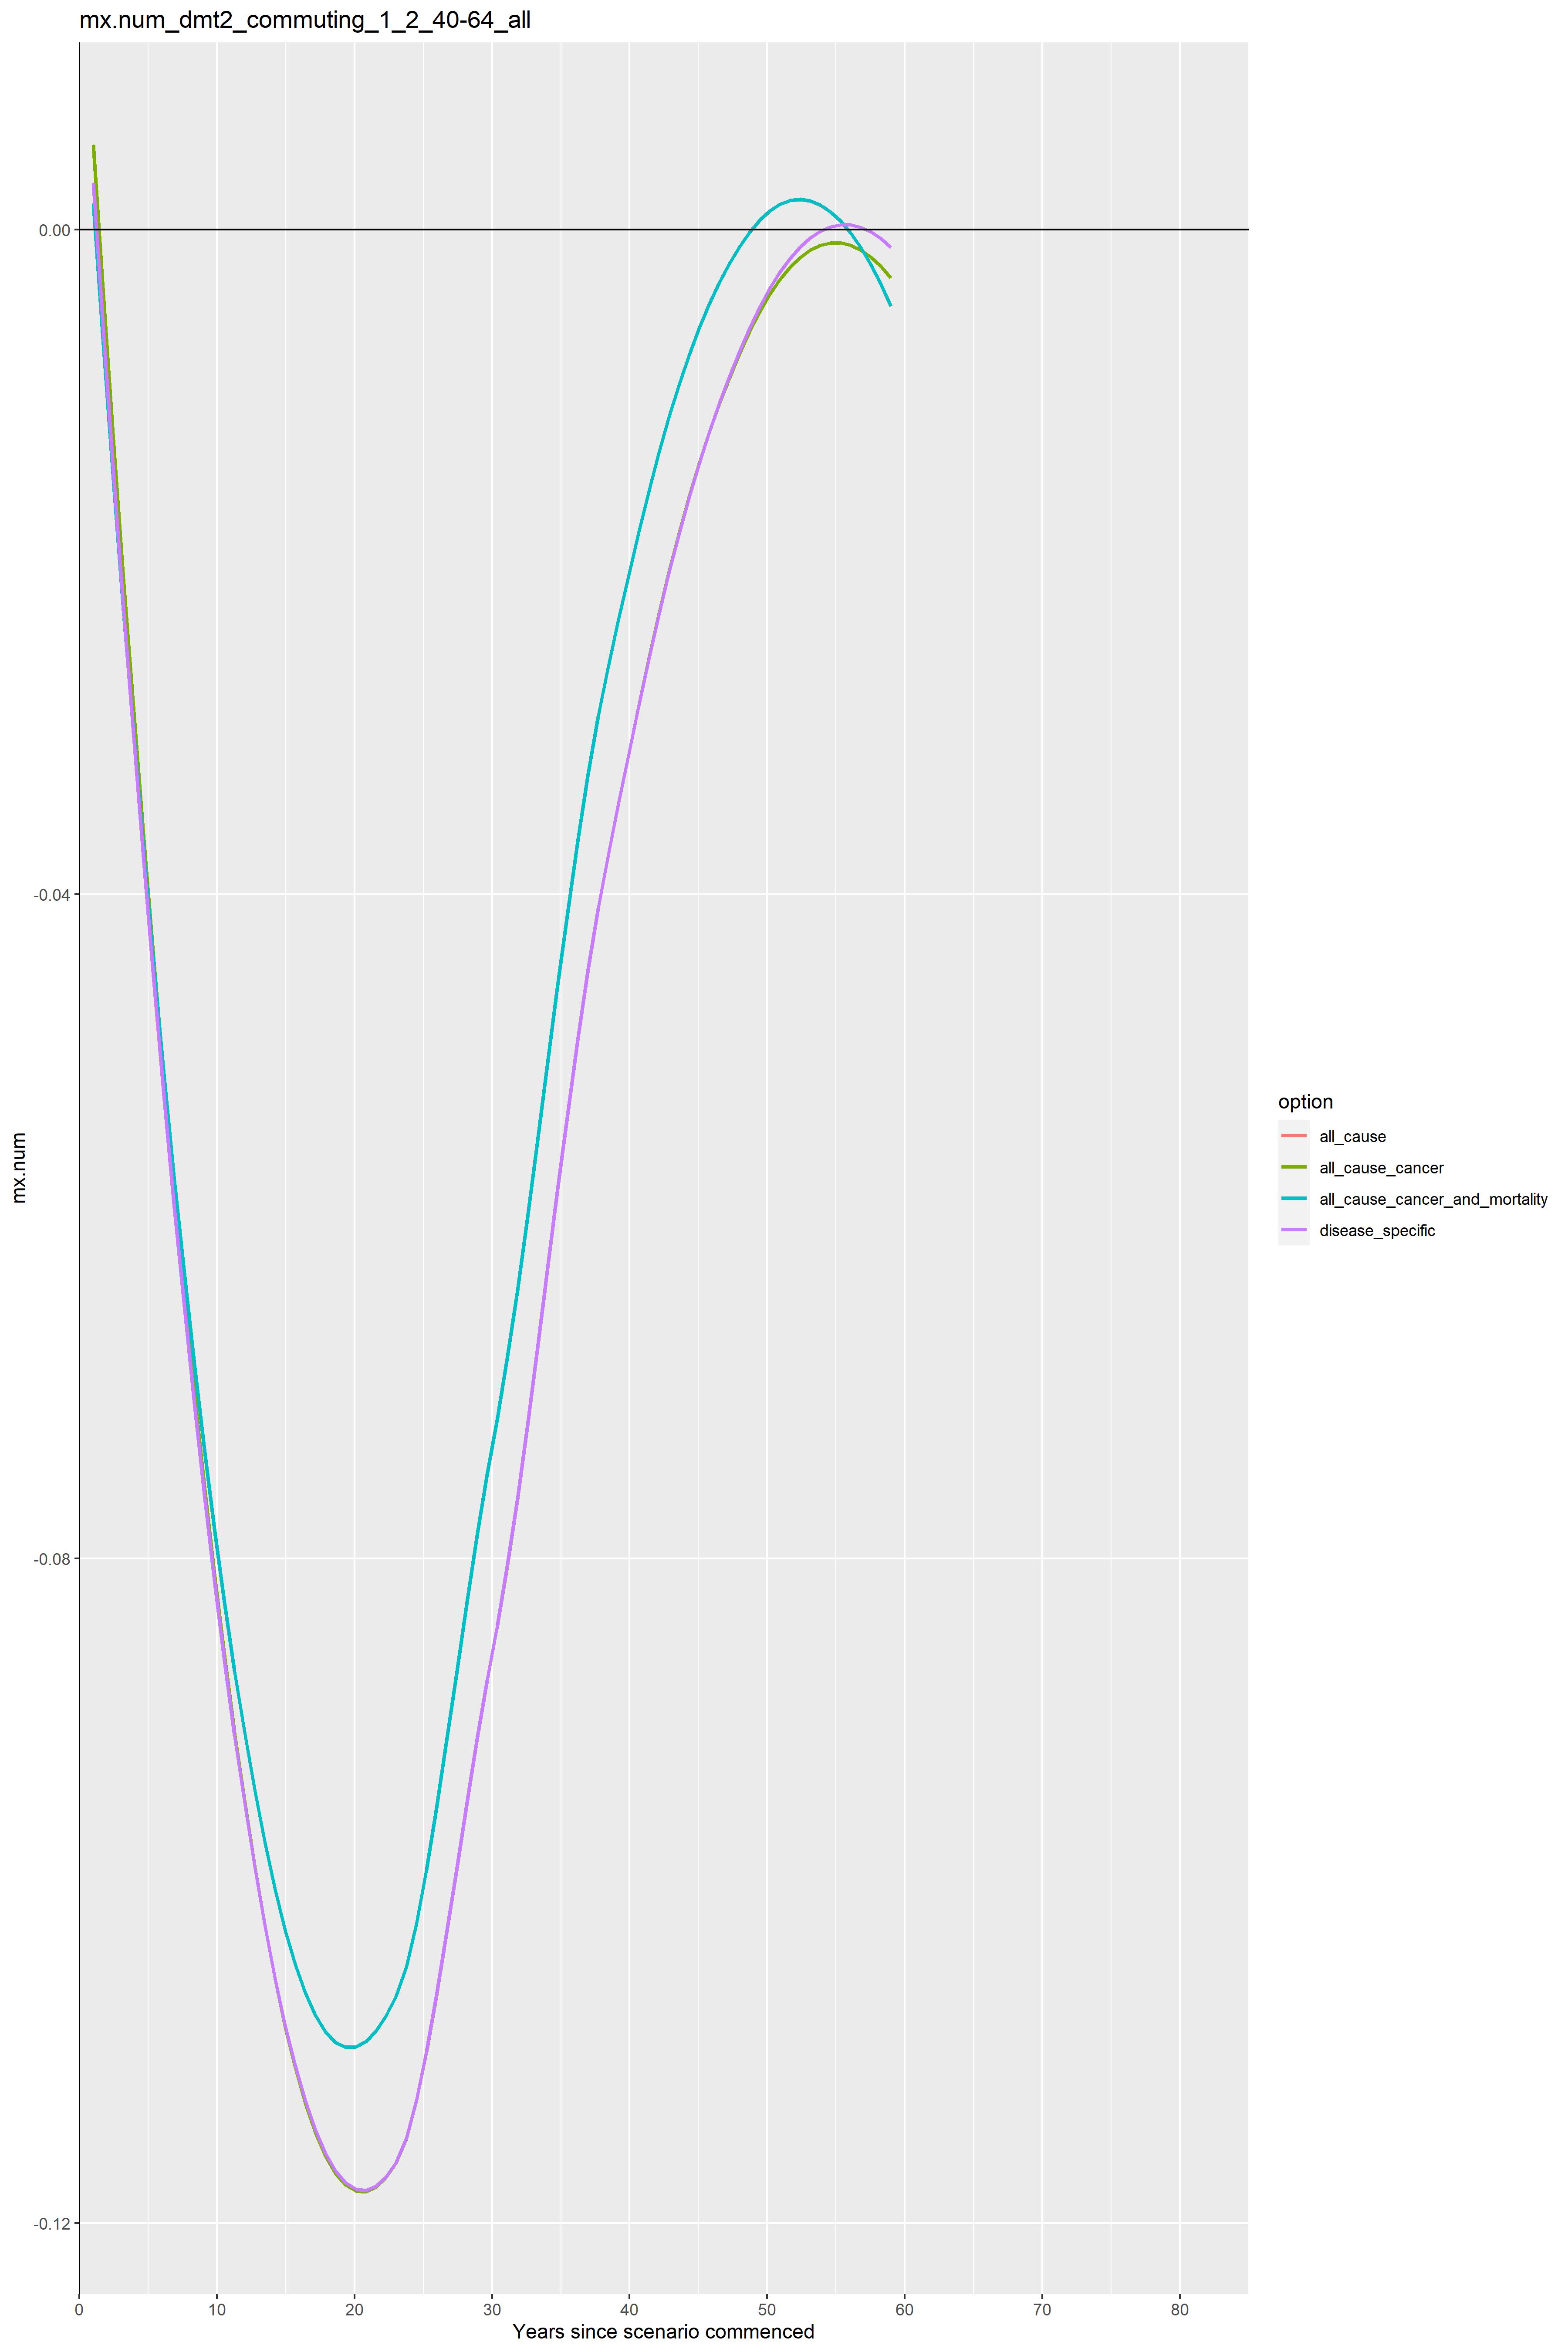 mx.num_dmt2_commuting_1_2_40-64_all
0.00
-0.04
-0.08
-0.12
mx.num
0 10 20 30 40 50 60 70 80
Years since scenario commenced
option
all_cause
all_cause_cancer
all_cause_cancer_and_mortality
disease_specific